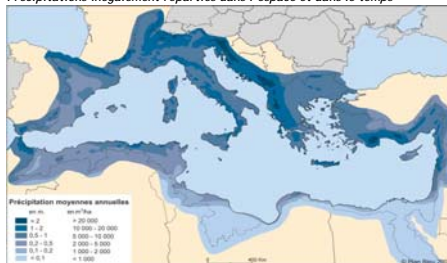 Précipitations inégalement réparties dans l'espace et dans le temps
Précipitation moyennes annuelles
en m. en m³/ha
> 2 > 20 000
1 - 2 10 000 - 20 000
0,5 - 1 5 000 - 10 000
0,2 - 0,5 2 000 - 5 000
0,1 - 0,2 1 000 - 2 000
< 0,1 < 1 000
0 400 Km
© Plan Bleu